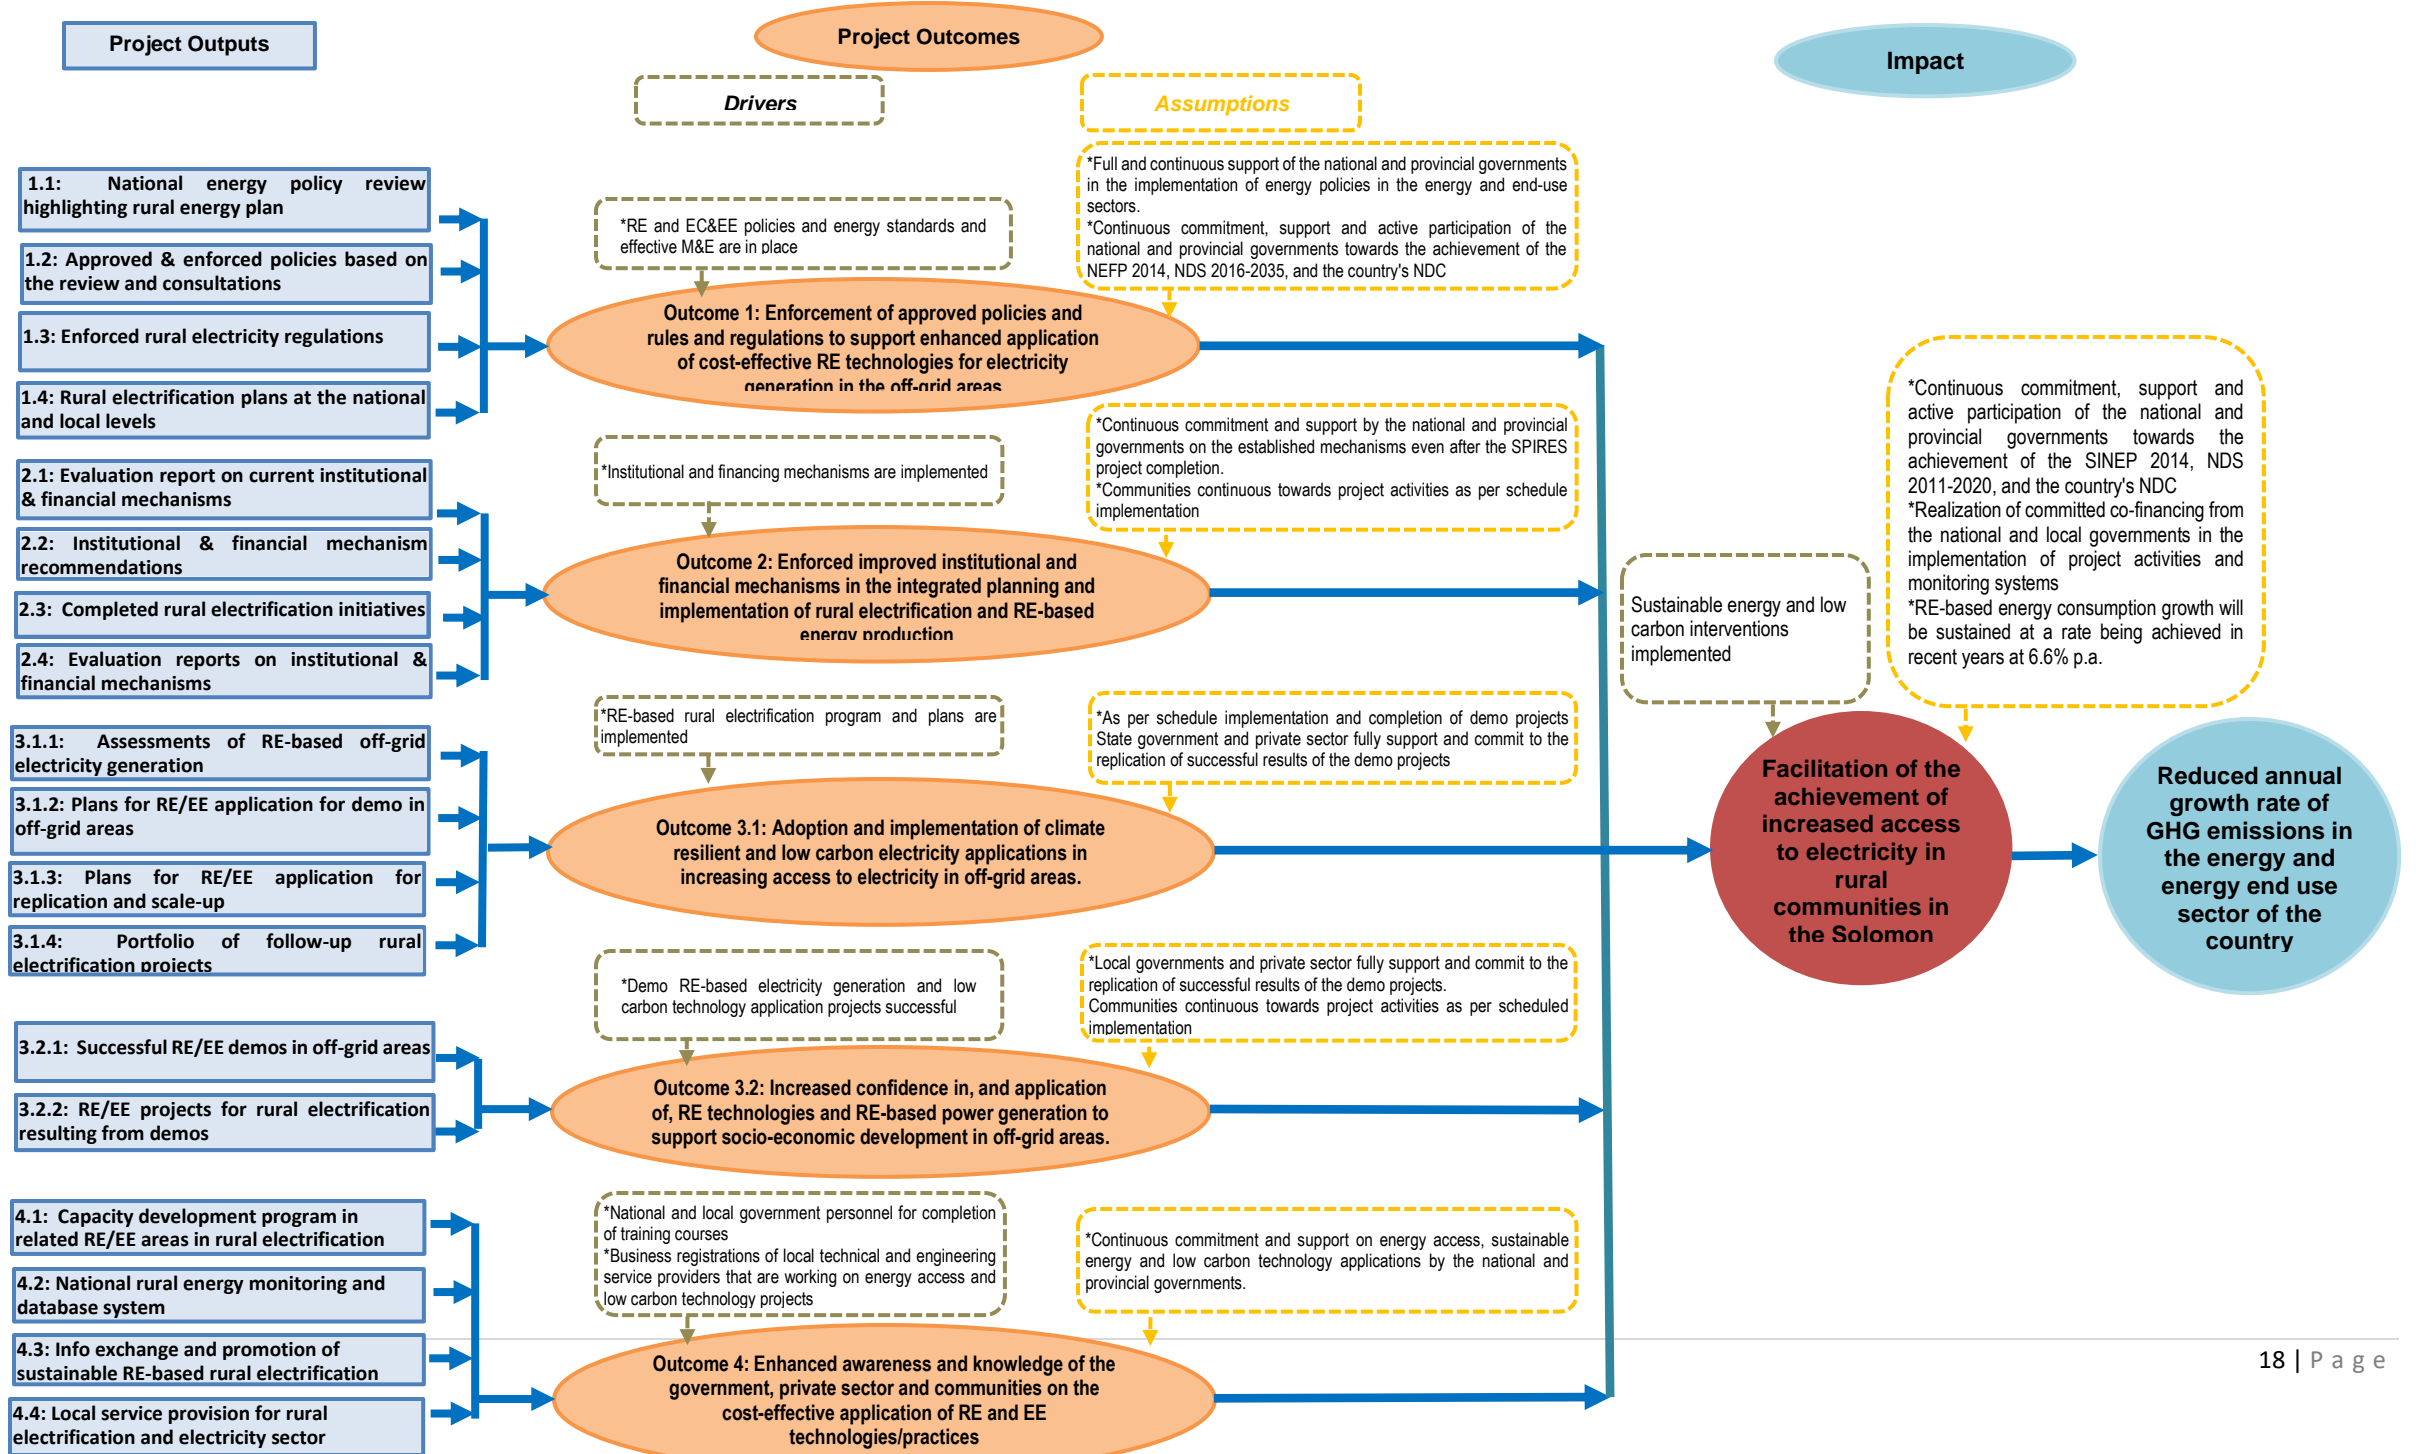 Project Outputs
Project Outcomes
Impact
Drivers
Assumptions
1.1: National energy policy review
highlighting rural energy plan
1.2: Approved & enforced policies based on
the review and consultations
1.3: Enforced rural electricity regulations
1.4: Rural electrification plans at the national
and local levels
*RE and EC&EE policies and energy standards and
effective M&E are in place
*Full and continuous support of the national and provincial governments
in the implementation of energy policies in the energy and end-use
sectors.
*Continuous commitment, support and active participation of the
national and provincial governments towards the achievement of the
NEFP 2014, NDS 2016-2035, and the country's NDC
Outcome 1: Enforcement of approved policies and
rules and regulations to support enhanced application
of cost-effective RE technologies for electricity
generation in the off-grid areas
2.1: Evaluation report on current institutional
& financial mechanisms
2.2: Institutional & financial mechanism
recommendations
2.3: Completed rural electrification initiatives
2.4: Evaluation reports on institutional &
financial mechanisms
*Institutional and financing mechanisms are implemented
*Continuous commitment and support by the national and provincial
governments on the established mechanisms even after the SPIRES
project completion.
*Communities continuous towards project activities as per schedule
implementation
Outcome 2: Enforced improved institutional and
financial mechanisms in the integrated planning and
implementation of rural electrification and RE-based
energy production
3.1.1: Assessments of RE-based off-grid
electricity generation
3.1.2: Plans for RE/EE application for demo in
off-grid areas
3.1.3: Plans for RE/EE application for
replication and scale-up
3.1.4: Portfolio of follow-up rural
electrification projects
*RE-based rural electrification program and plans are
implemented
*As per schedule implementation and completion of demo projects
State government and private sector fully support and commit to the
replication of successful results of the demo projects
Outcome 3.1: Adoption and implementation of climate
resilient and low carbon electricity applications in
increasing access to electricity in off-grid areas.
3.2.1: Successful RE/EE demos in off-grid areas
3.2.2: RE/EE projects for rural electrification
resulting from demos
*Demo RE-based electricity generation and low
carbon technology application projects successful
*Local governments and private sector fully support and commit to the
replication of successful results of the demo projects.
Communities continuous towards project activities as per scheduled
implementation
Outcome 3.2: Increased confidence in, and application
of, RE technologies and RE-based power generation to
support socio-economic development in off-grid areas.
4.1: Capacity development program in
related RE/EE areas in rural electrification
4.2: National rural energy monitoring and
database system
4.3: Info exchange and promotion of
sustainable RE-based rural electrification
4.4: Local service provision for rural
electrification and electricity sector
*National and local government personnel for completion
of training courses
*Business registrations of local technical and engineering
service providers that are working on energy access and
low carbon technology projects
*Continuous commitment and support on energy access, sustainable
energy and low carbon technology applications by the national and
provincial governments.
Outcome 4: Enhanced awareness and knowledge of the
government, private sector and communities on the
cost-effective application of RE and EE
technologies/practices
Sustainable energy and low
carbon interventions
implemented
*Continuous commitment, support and
active participation of the national and
provincial governments towards the
achievement of the SINEP 2014, NDS
2011-2020, and the country's NDC
*Realization of committed co-financing from
the national and local governments in the
implementation of project activities and
monitoring systems
*RE-based energy consumption growth will
be sustained at a rate being achieved in
recent years at 6.6% p.a.
Facilitation of the
achievement of
increased access
to electricity in
rural
communities in
the Solomon
Reduced annual
growth rate of
GHG emissions in
the energy and
energy end use
sector of the
country
18 | Page